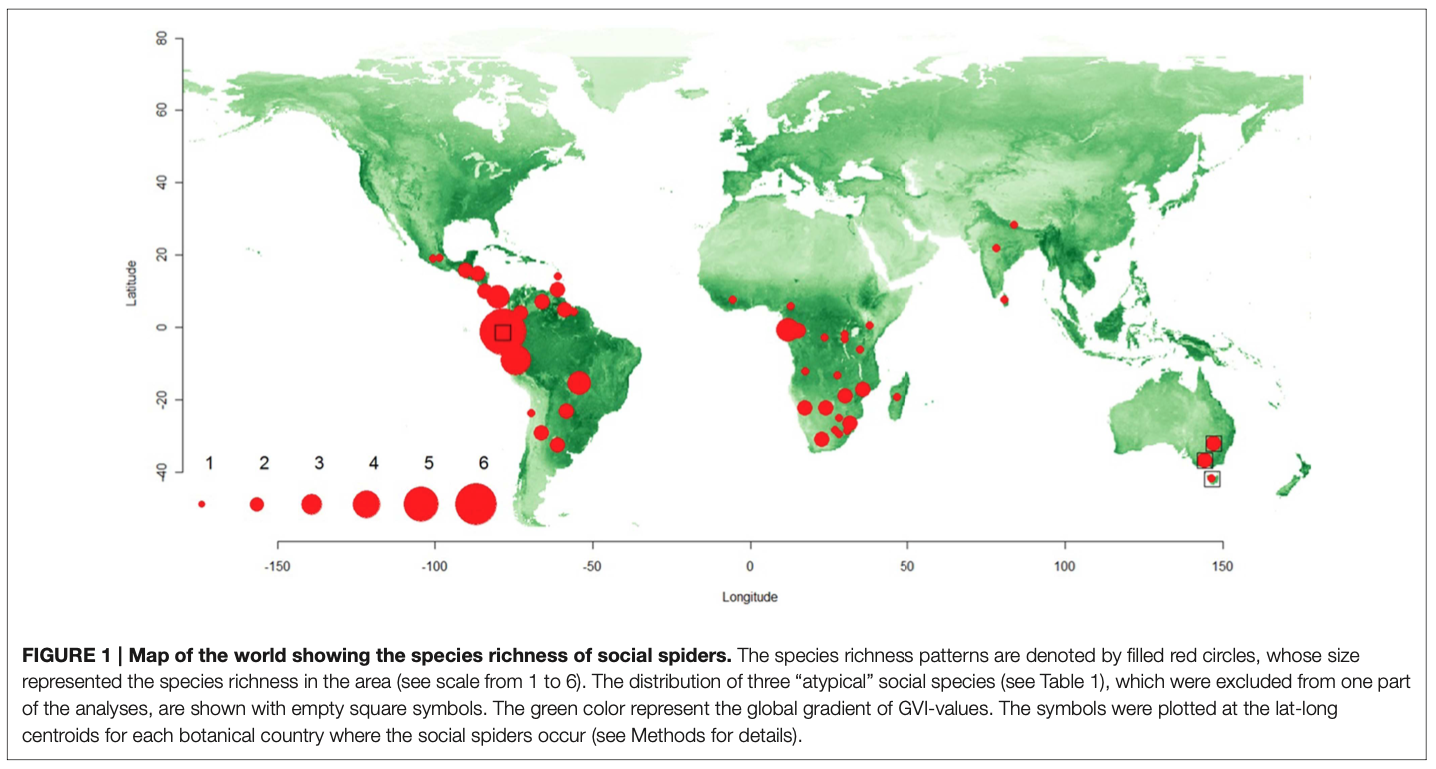 80
60
40
20
0
-20
-40
Latitude
1 2 3 4 5 6
-150 -100 -50 0 50 100 150
Longitude
FIGURE 1 | Map of the world showing the species richness of social spiders. The species richness patterns are denoted by filled red circles, whose size
represented the species richness in the area (see scale from 1 to 6). The distribution of three “atypical” social species (see Table 1), which were excluded from one part
of the analyses, are shown with empty square symbols. The green color represent the global gradient of GVI-values. The symbols were plotted at the lat-long
centroids for each botanical country where the social spiders occur (see Methods for details).